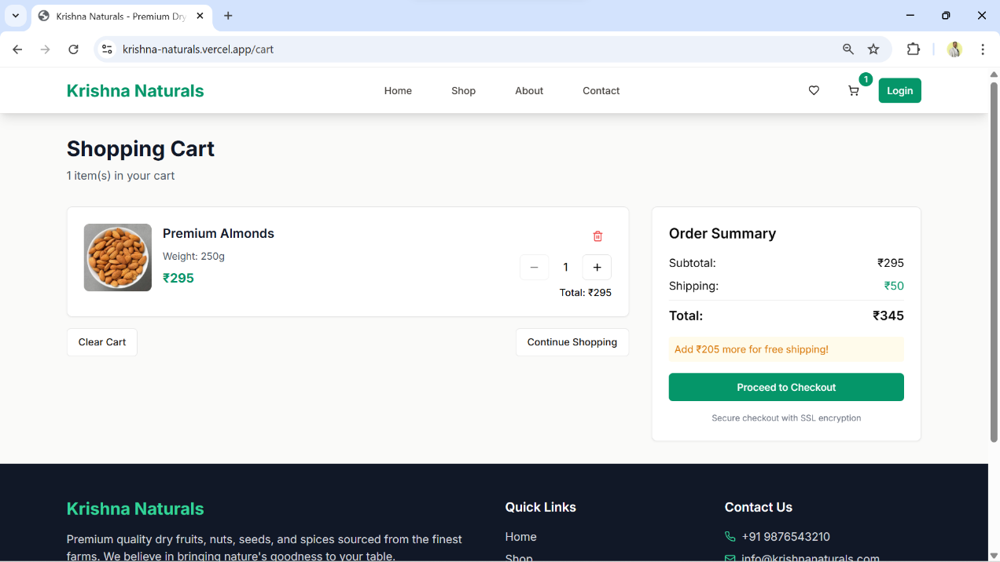 Krishna Naturals - Premium Dry
krishna-naturals.vercel.app/cart
Krishna Naturals
Home
Shop
About
Contact
1
Login
Shopping Cart
1 item(s) in your cart
Premium Almonds
Weight: 250g
₹295
1
Total: ₹295
Clear Cart
Continue Shopping
Order Summary
Subtotal: ₹295
Shipping: ₹50
Total: ₹345
Add ₹205 more for free shipping!
Proceed to Checkout
Secure checkout with SSL encryption
Krishna Naturals
Premium quality dry fruits, nuts, seeds, and spices sourced from the finest
farms. We believe in bringing nature's goodness to your table.
Quick Links
Home
Shop
Contact Us
+91 9876543210
info@krishnanaturals.com